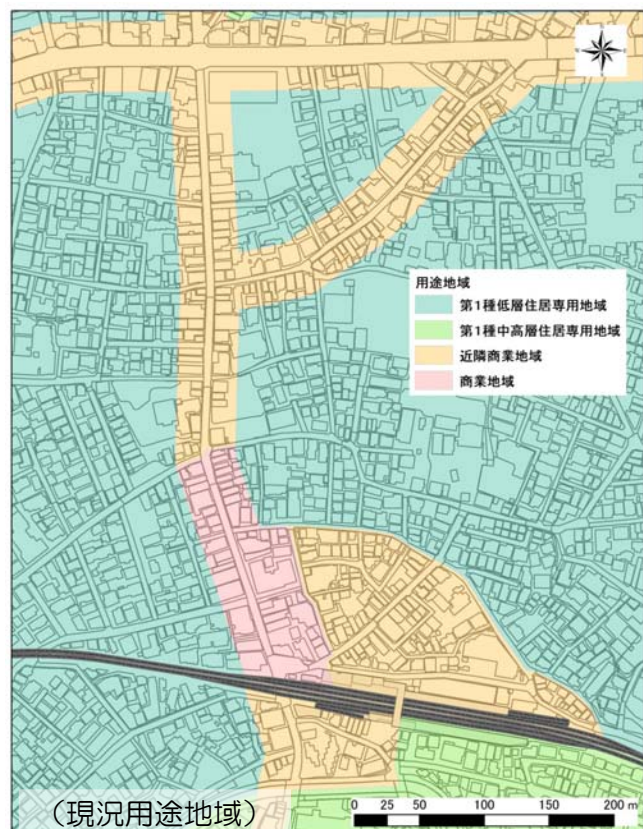 用途地域
第1種低層住居専用地域
第1種中高層住居専用地域
近隣商業地域
商業地域
（現況用途地域）
0 25 50 100 150 200 m